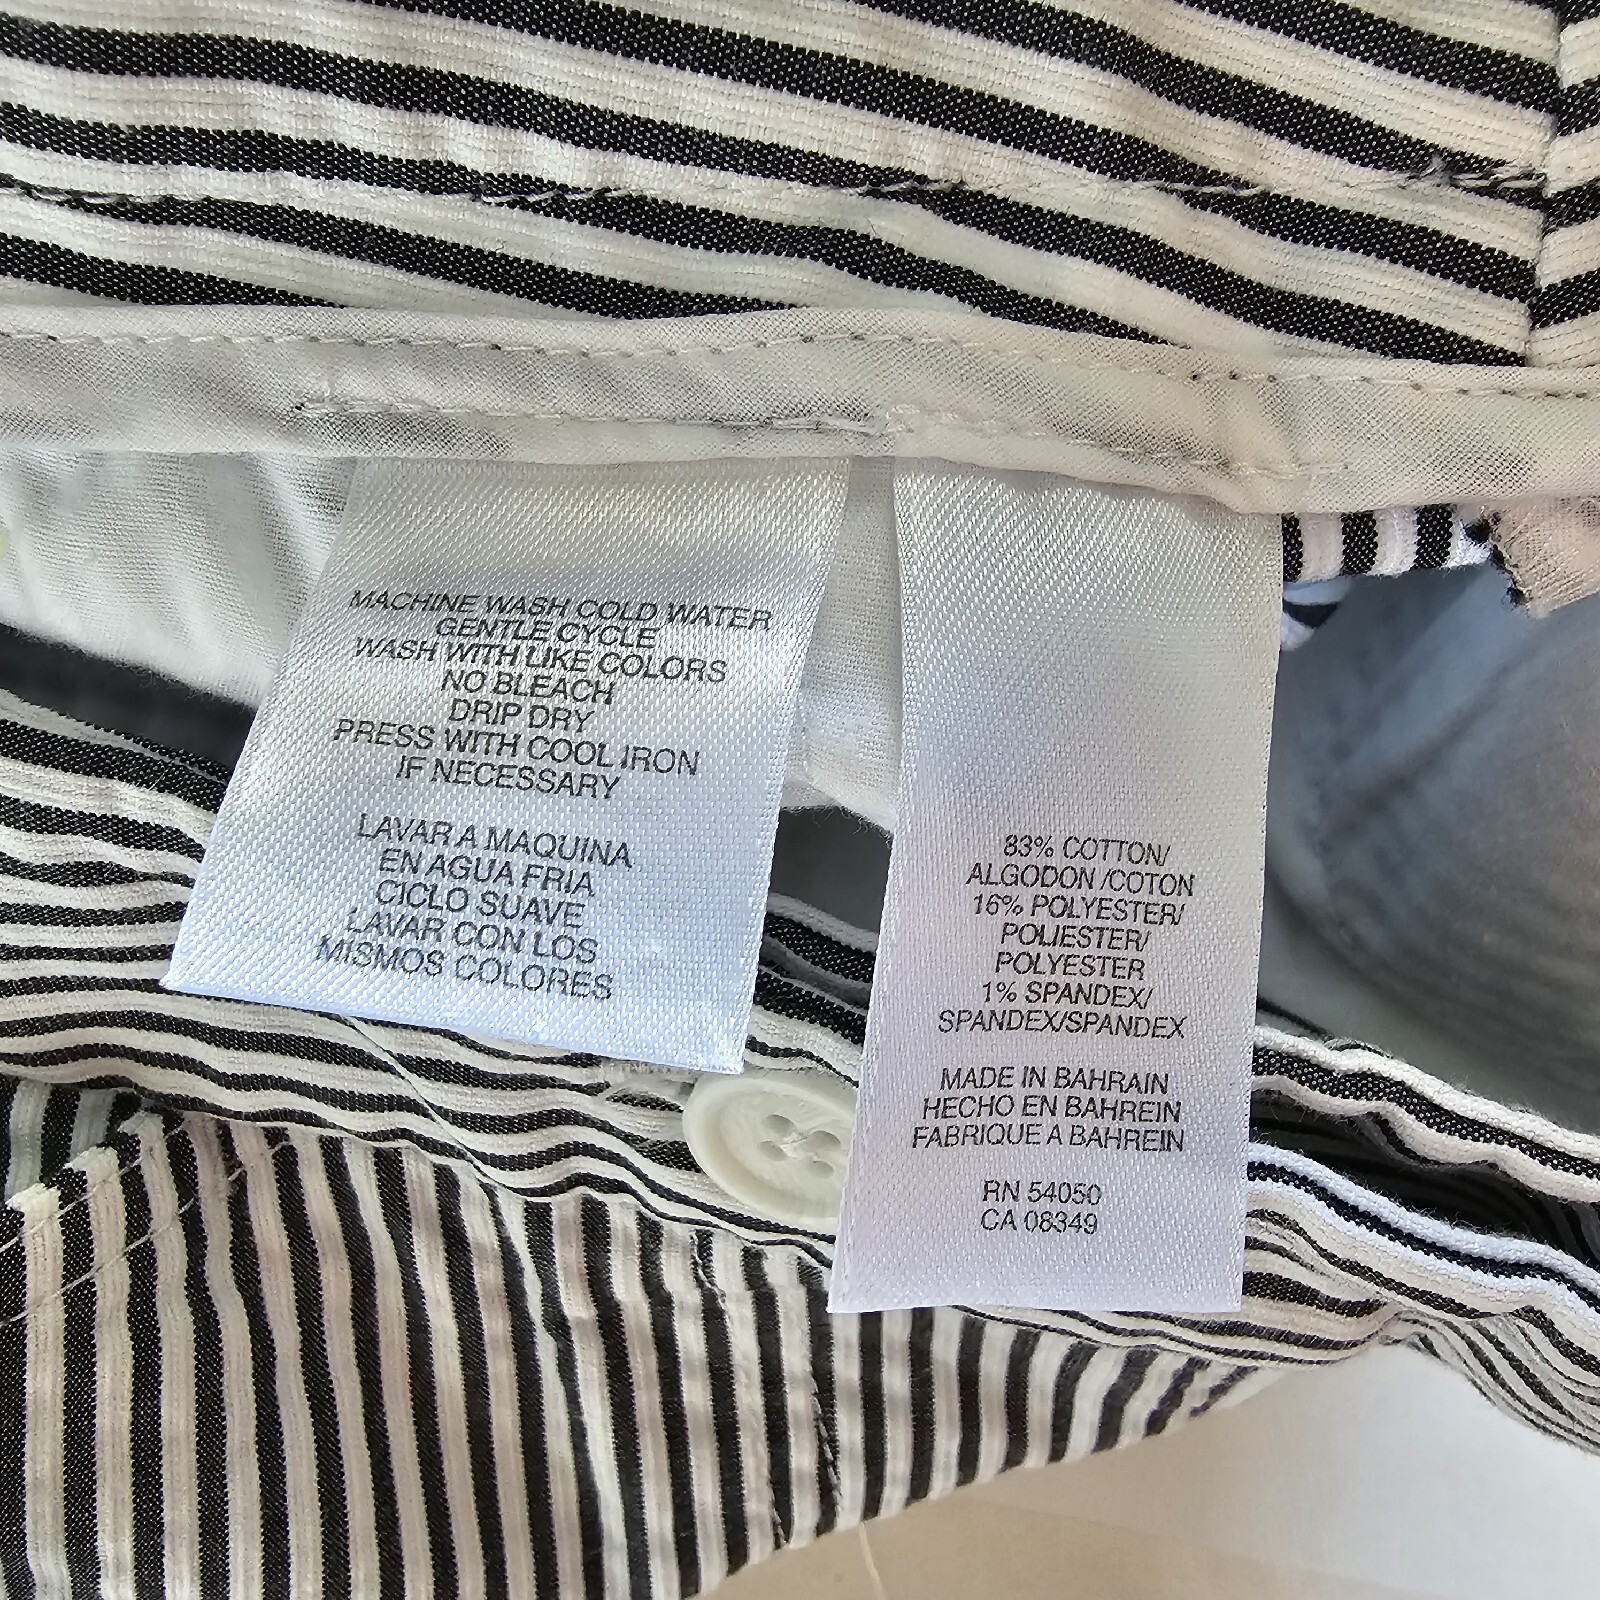 MACHINE WASH COLD WATER
GENTLE CYCLE
WASH WITH LIKE COLORS
NO BLEACH
DRIP DRY
PRESS WITH COOL IRON
IF NECESSARY
LAVAR A MAQUINA
EN AGUA FRIA
CICLO SUAVE
LAVAR CON LOS
MISMOS COLORES
83% COTTON/
ALGODON /COTON
16% POLYESTER/
POLIESTER/
POLYESTER
1% SPANDEX/
SPANDEX/SPANDEX
MADE IN BAHRAIN
HECHO EN BAHREIN
FABRIQUE A BAHREIN
RN 54050
CA 08349